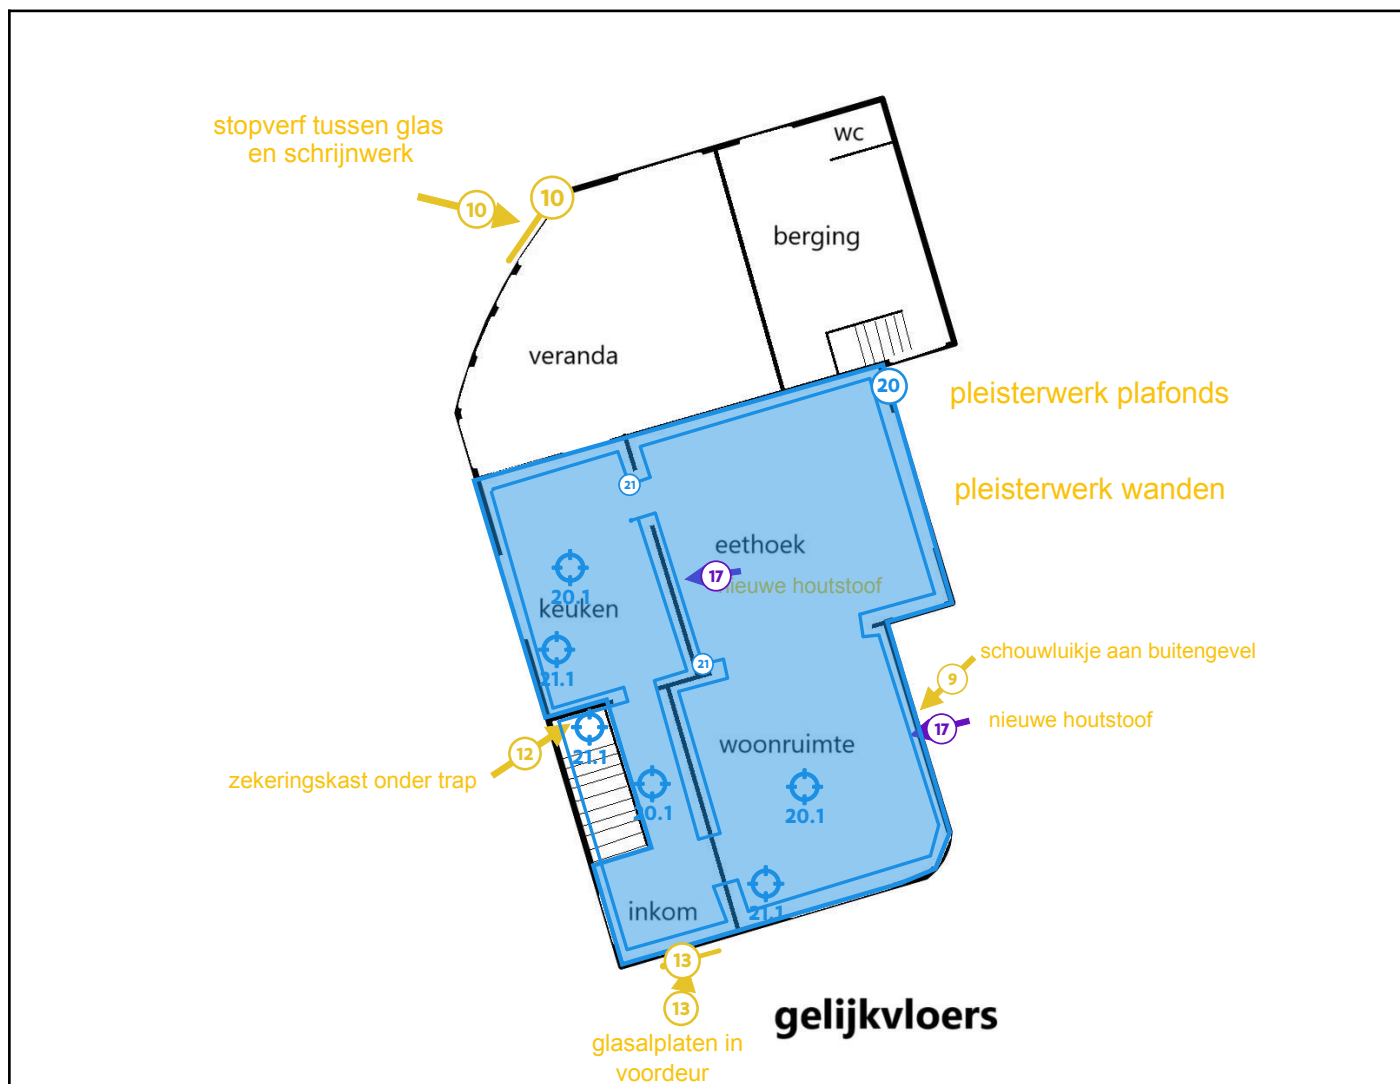 stopverf tussen glas
en schrijnwerk
wc
10
10
berging
veranda
20
pleisterwerk plafonds
21
pleisterwerk wanden
eethoek
17
nieuwe houtstoof
20.1
keuken
21.1
21
schouwluikje aan buitengevel
9
nieuwe houtstoof
17
12
21.1
woonruimte
zekeringskast onder trap
20.1
20.1
21.1
inkom
13
13
gelijkvloers
glasalplaten in
voordeur